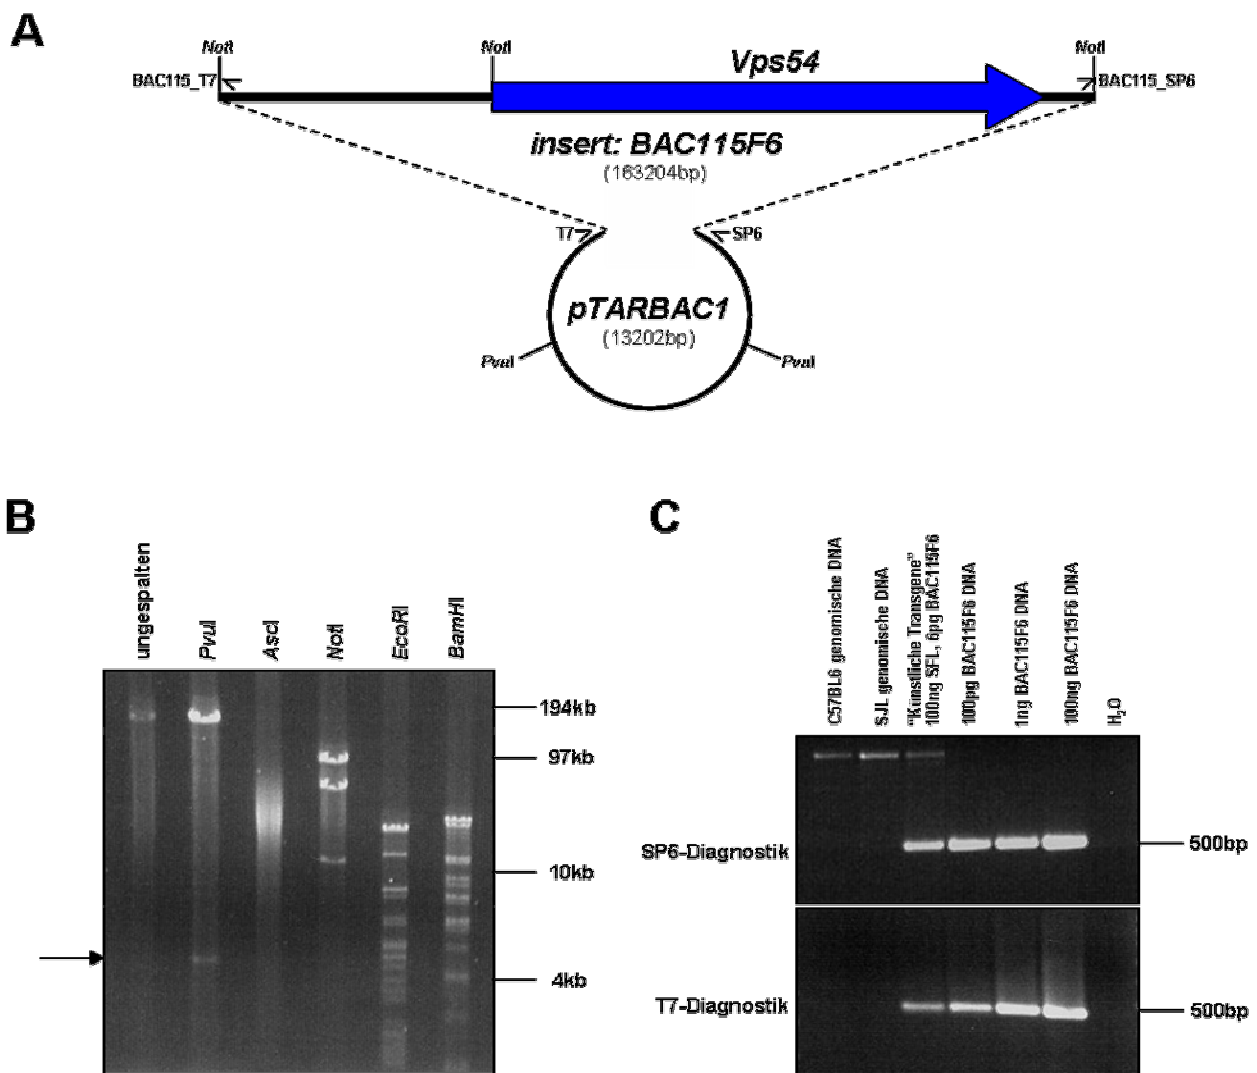 A
NotI
NotI
NotI
Vps54
BAC115_T7
BAC115_SP6
insert: BAC115F6
(163204bp)
T7
SP6
pTARBAC1
(13202bp)
PvuI
PvuI
B
ungespalten
PvuI
AscI
NotI
EcoRI
BamHI
194kb
97kb
10kb
4kb
C
C57BL6 genomische DNA
SJL genomische DNA
"Künstliche Transgene"
100ng SFL, 6pg BAC115F6
100pg BAC115F6 DNA
1ng BAC115F6 DNA
100ng BAC115F6 DNA
H2O
SP6-Diagnostik
500bp
T7-Diagnostik
500bp